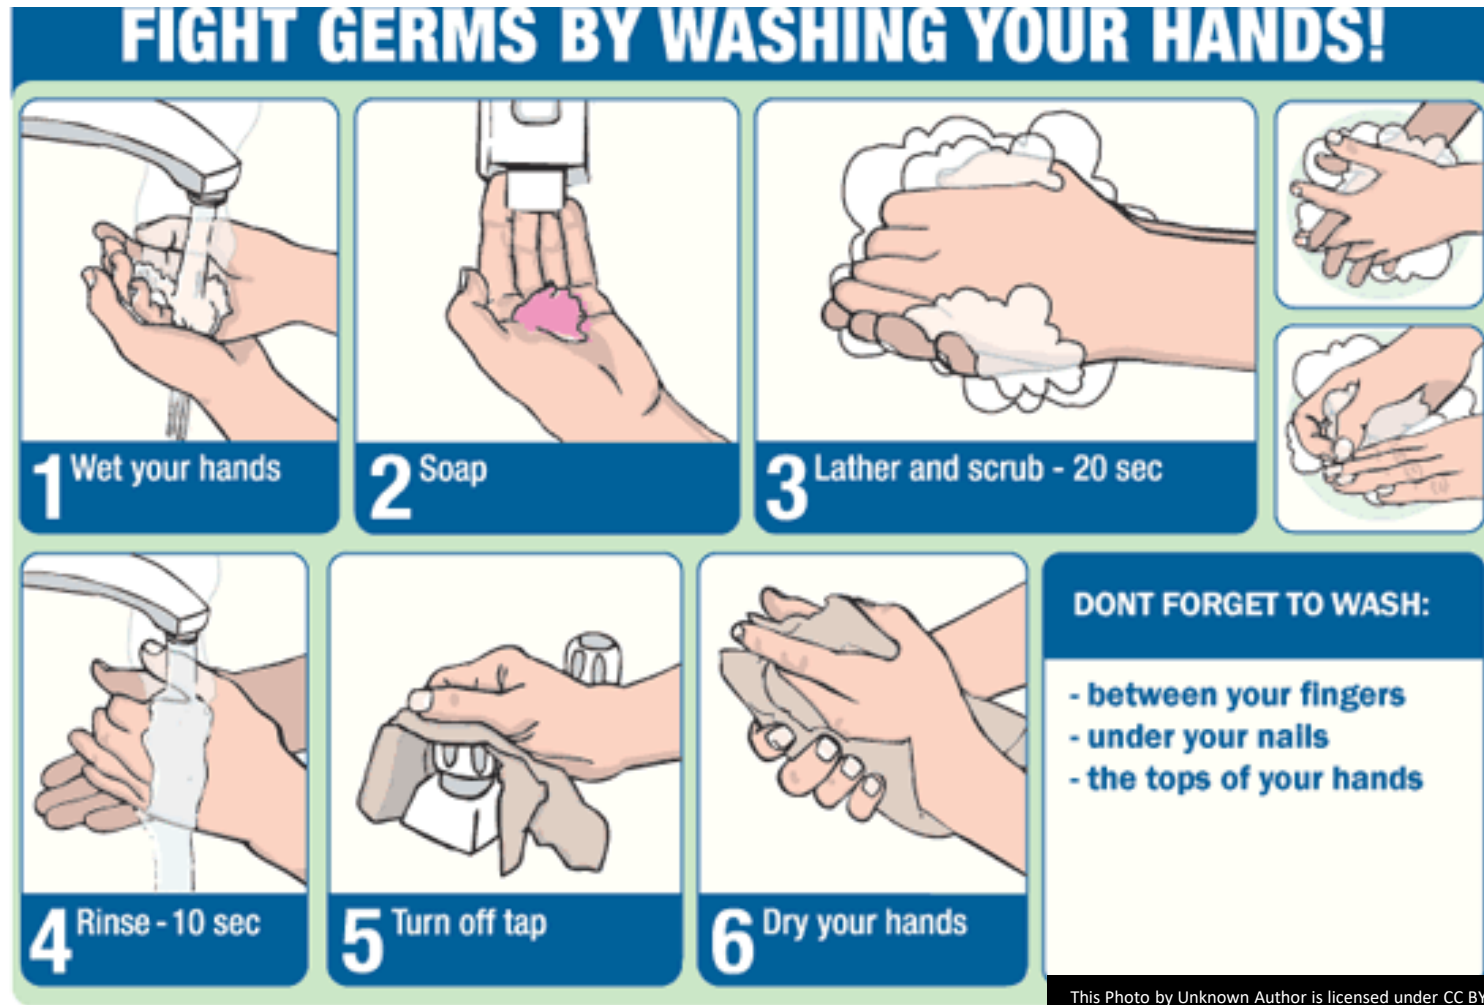 FIGHT GERMS BY WASHING YOUR HANDS!
1 Wet your hands
2 Soap
3 Lather and scrub - 20 sec
4 Rinse - 10 sec
5 Turn off tap
6 Dry your hands
DONT FORGET TO WASH:
- between your fingers
- under your nails
- the tops of your hands
This Photo by Unknown Author is licensed under CC BY